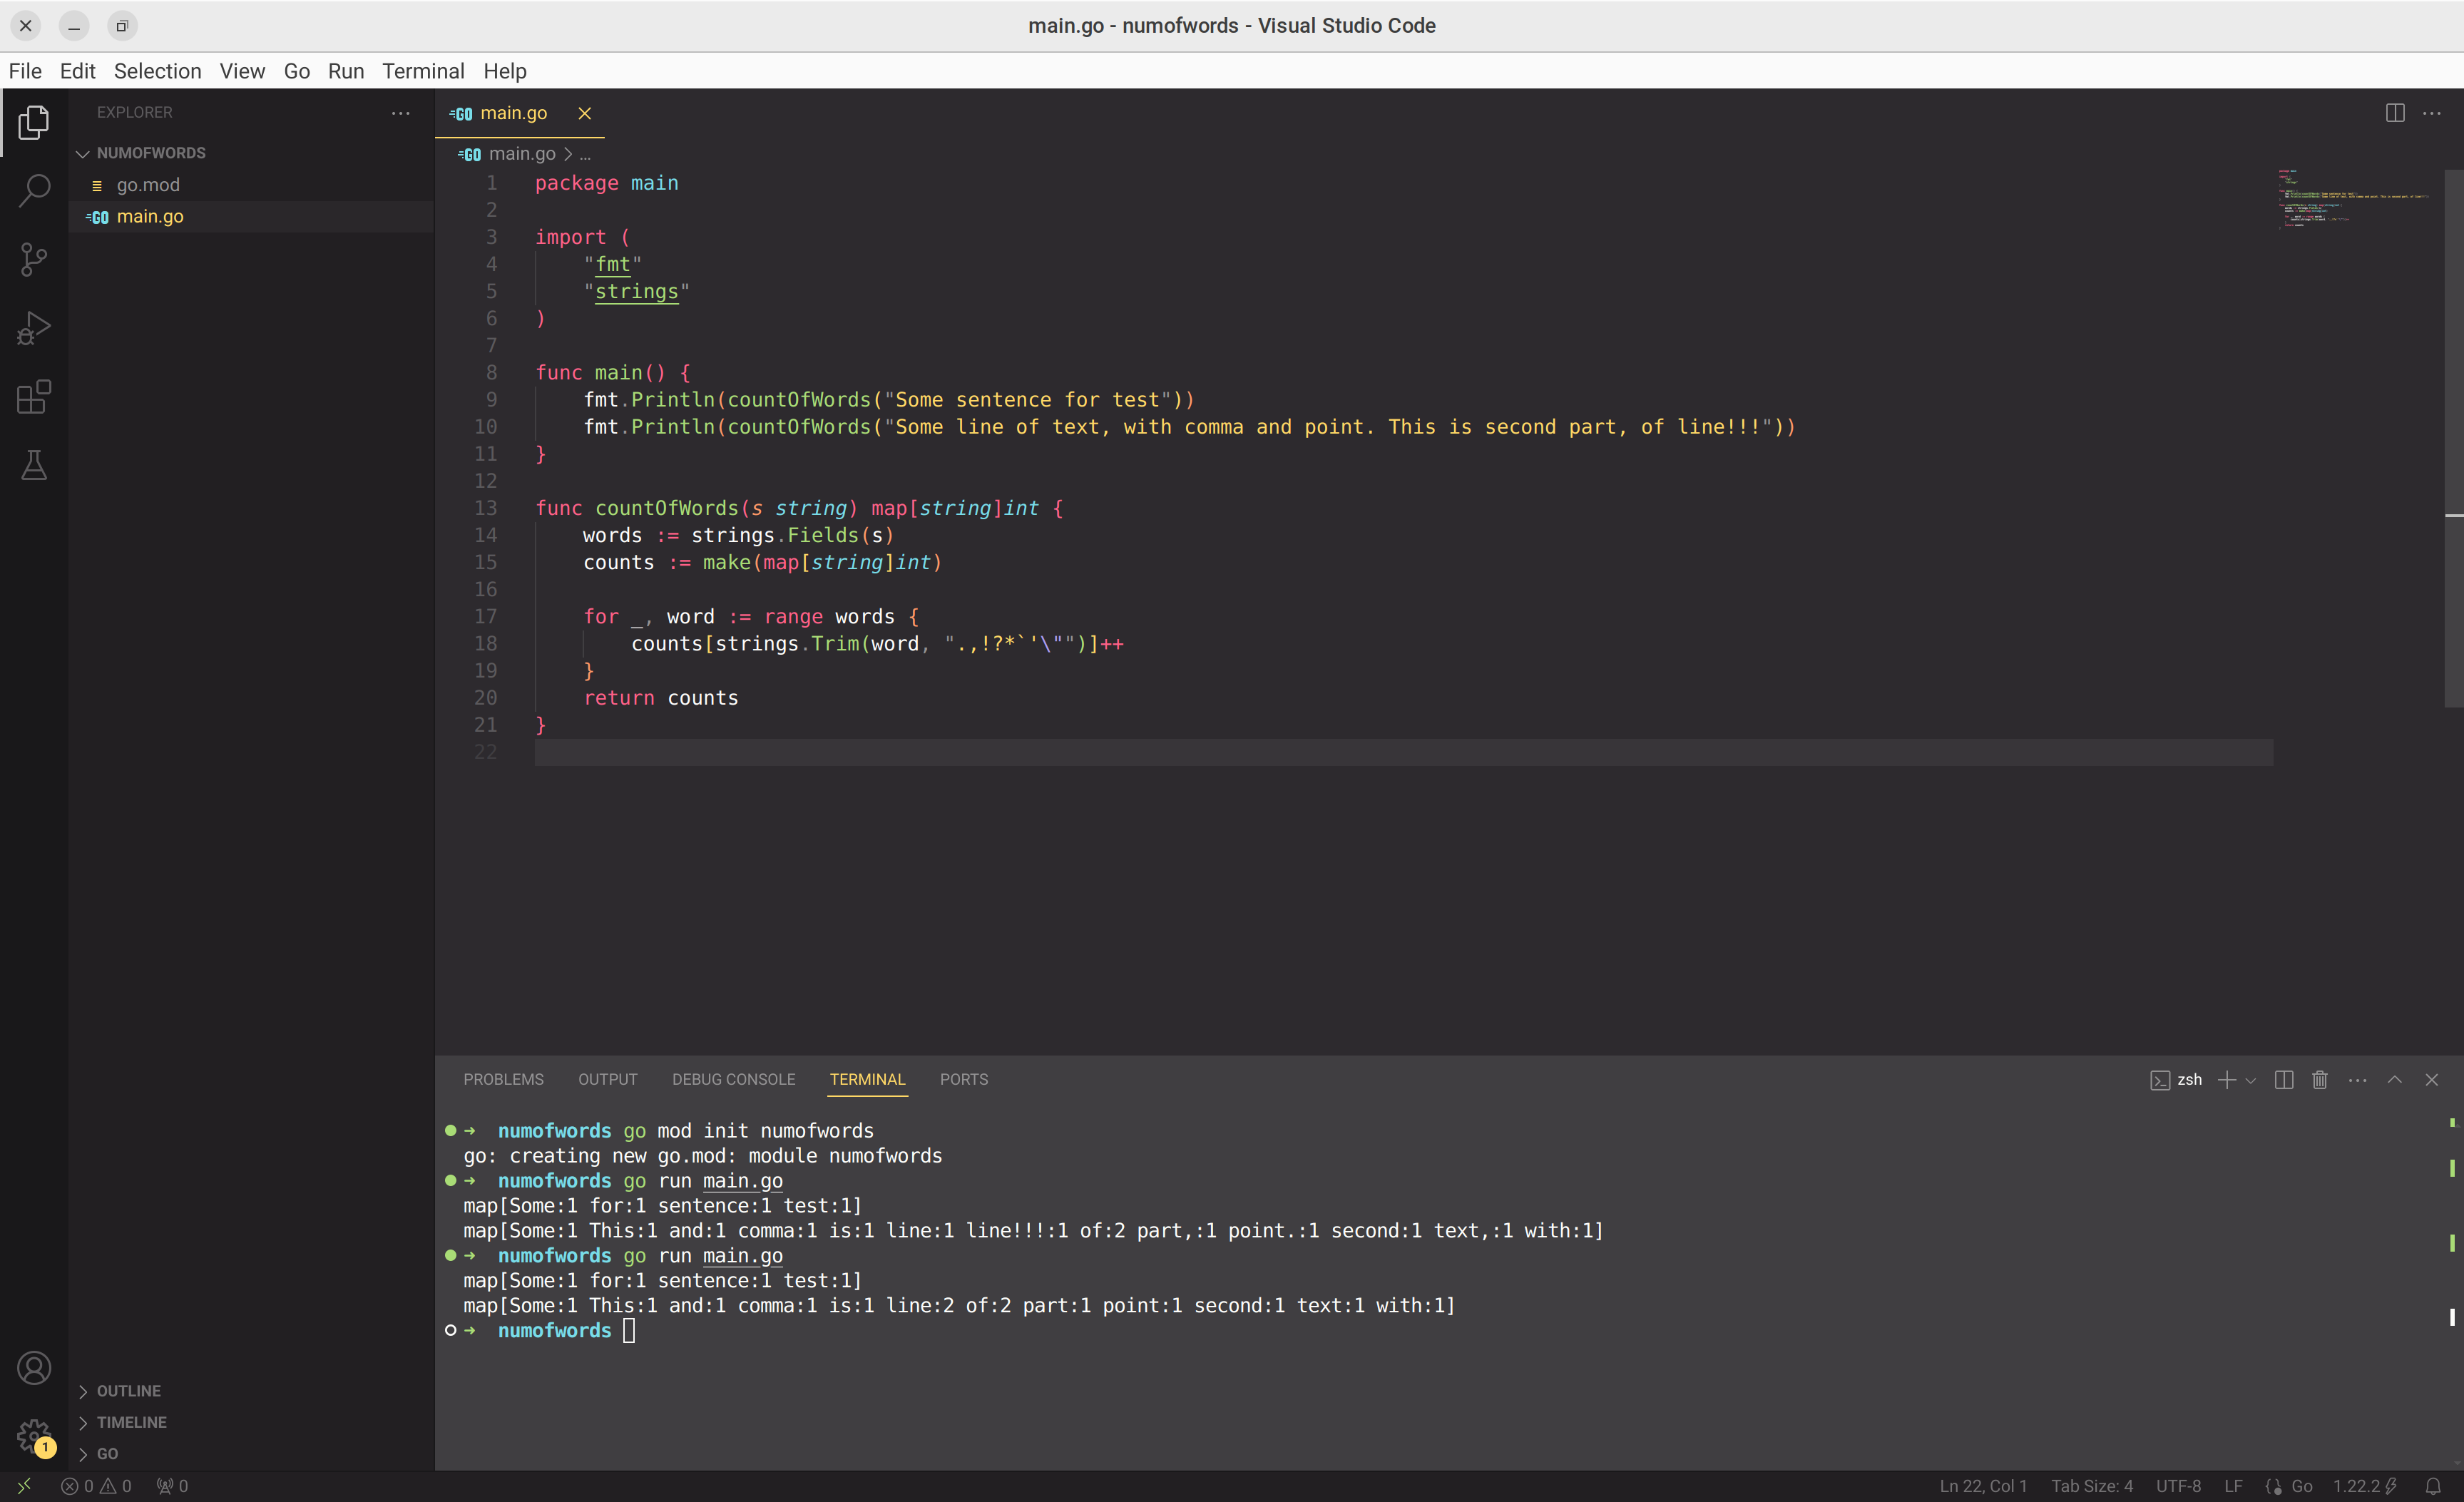 main.go - numofwords - Visual Studio Code
File Edit Selection View Go Run Terminal Help
EXPLORER
NUMOFWORDS
go.mod
GO main.go
GO main.go
GO main.go > ...
1 package main
2
3 import (
4     "fmt"
5     "strings"
6 )
7
8 func main() {
9     fmt.Println(countOfWords("Some sentence for test"))
10     fmt.Println(countOfWords("Some line of text, with comma and point. This is second part, of line!!!"))
11 }
12
13 func countOfWords(s string) map[string]int {
14     words := strings.Fields(s)
15     counts := make(map[string]int)
16
17     for _, word := range words {
18         counts[strings.Trim(word, ".,!?*`'\"")]++
19     }
20     return counts
21 }
22
PROBLEMS OUTPUT DEBUG CONSOLE TERMINAL PORTS
zsh
➜ numofwords go mod init numofwords
go: creating new go.mod: module numofwords
➜ numofwords go run main.go
map[Some:1 for:1 sentence:1 test:1]
map[Some:1 This:1 and:1 comma:1 is:1 line:1 line!!!:1 of:2 part,:1 point.:1 second:1 text,:1 with:1]
➜ numofwords go run main.go
map[Some:1 for:1 sentence:1 test:1]
map[Some:1 This:1 and:1 comma:1 is:1 line:2 of:2 part:1 point:1 second:1 text:1 with:1]
➜ numofwords
OUTLINE
TIMELINE
GO
1
0 0 0
Ln 22, Col 1 Tab Size: 4 UTF-8 LF {} Go 1.22.2